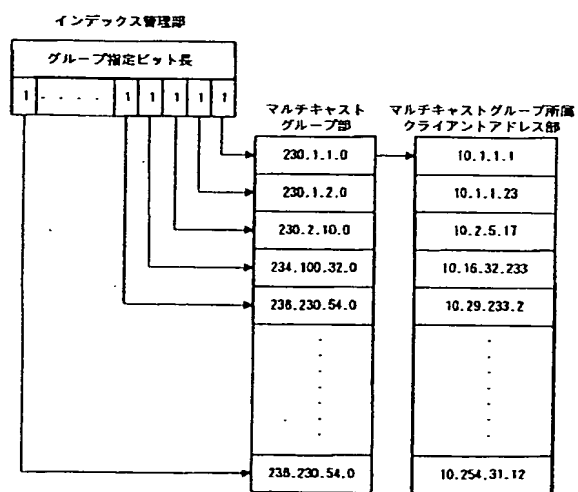 インデックス管理部
グループ指定ビット長
1 . . . . 1 1 1 1 1
マルチキャスト
グループ部
マルチキャストグループ所属
クライアントアドレス部
230.1.1.0
10.1.1.1
230.1.2.0
10.1.1.23
230.2.10.0
10.2.5.17
234.100.32.0
10.16.32.233
238.230.54.0
10.29.233.2
238.230.54.0
10.254.31.12